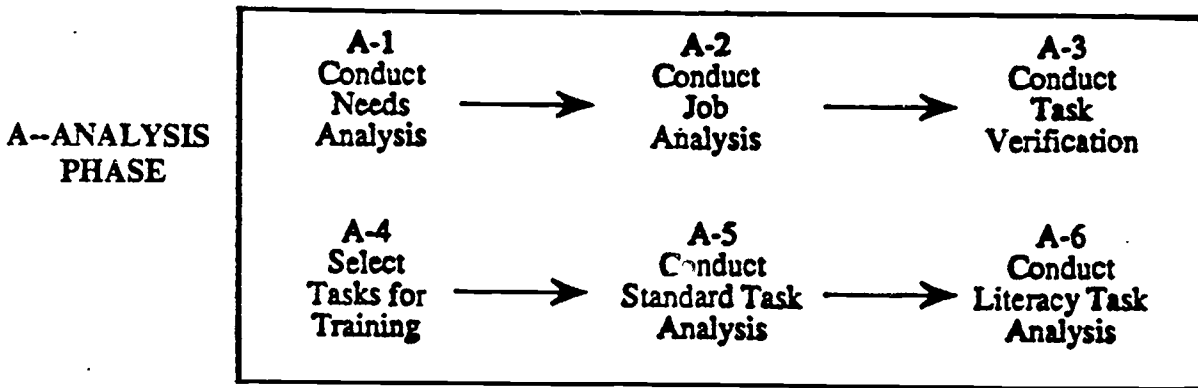 A--ANALYSIS
PHASE
A-1
Conduct
Needs
Analysis
A-2
Conduct
Job
Analysis
A-3
Conduct
Task
Verification
A-4
Select
Tasks for
Training
A-5
Conduct
Standard Task
Analysis
A-6
Conduct
Literacy Task
Analysis